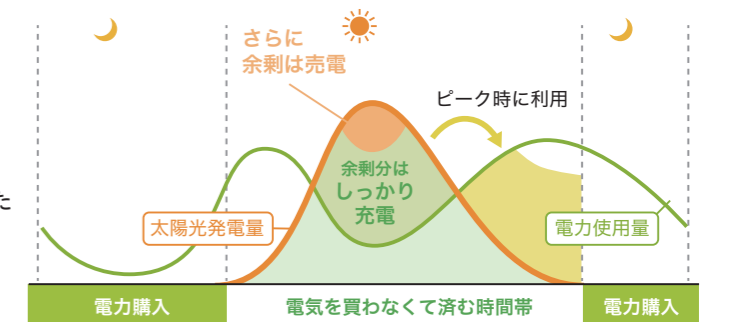 さらに
余剰は売電
ピーク時に利用
余剰分は
しっかり
充電
た
太陽光発電量
電力使用量
電力購入
電気を買わなくて済む時間帯
電力購入